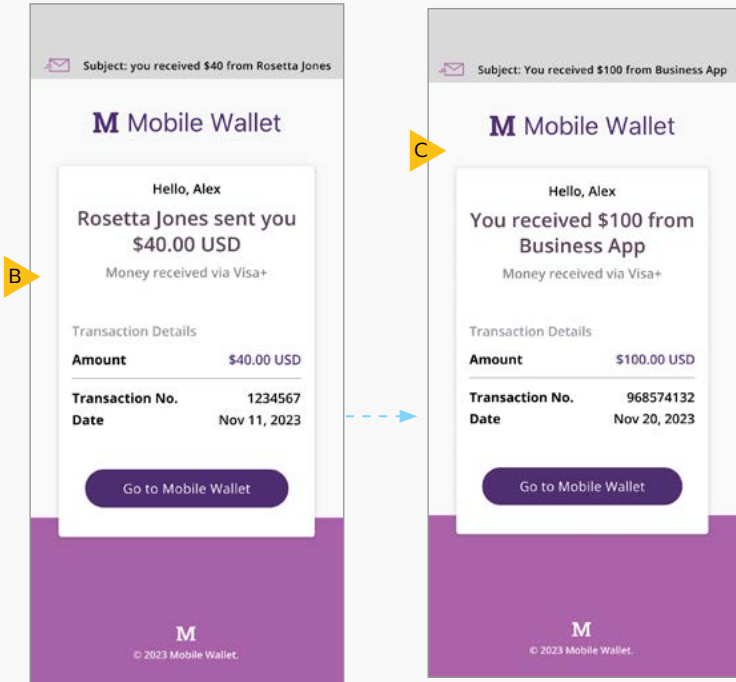 Subject: you received $40 from Rosetta Jones
M Mobile Wallet
Hello, Alex
Rosetta Jones sent you
$40.00 USD
B
Money received via Visa+
Transaction Details
Amount $40.00 USD
Transaction No. 1234567
Date Nov 11, 2023
Go to Mobile Wallet
M
© 2023 Mobile Wallet.
Subject: You received $100 from Business App
M Mobile Wallet
C
Hello, Alex
You received $100 from
Business App
Money received via Visa+
Transaction Details
Amount $100.00 USD
Transaction No. 968574132
Date Nov 20, 2023
Go to Mobile Wallet
M
© 2023 Mobile Wallet.